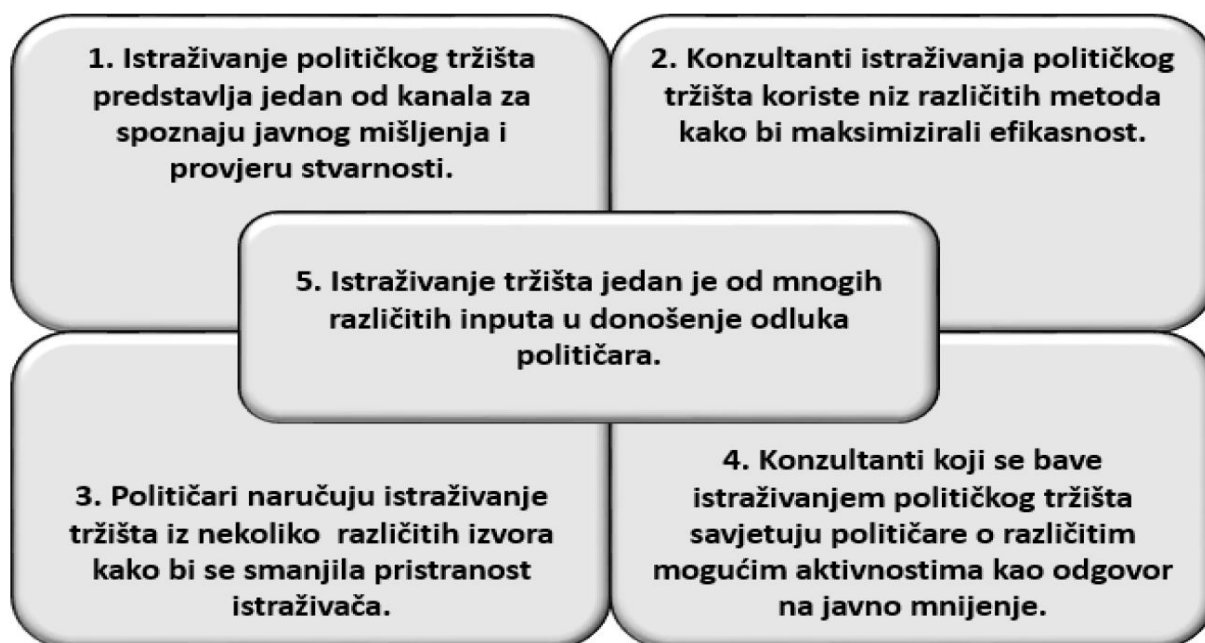 1. Istraživanje političkog tržišta
predstavlja jedan od kanala za
spoznaju javnog mišljenja i
provjeru stvarnosti.
2. Konzultanti istraživanja političkog
tržišta koriste niz različitih metoda
kako bi maksimizirali efikasnost.
3. Političari naručuju istraživanje
tržišta iz nekoliko različitih izvora
kako bi se smanjila pristranost
istraživača.
4. Konzultanti koji se bave
istraživanjem političkog tržišta
savjetuju političare o različitim
mogućim aktivnostima kao odgovor
na javno mnijenje.
5. Istraživanje tržišta jedan je od mnogih
različitih inputa u donošenje odluka
političara.